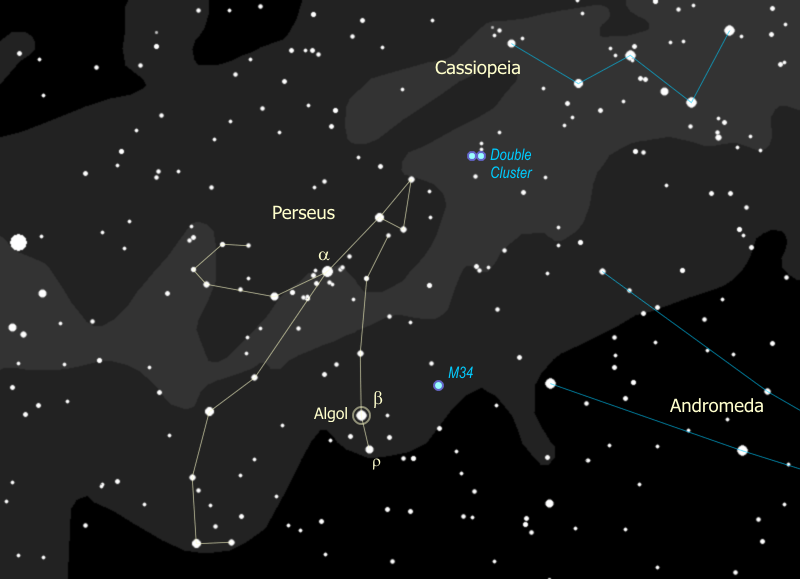 Cassiopeia
Double
Cluster
Perseus
α
M34
β
Algol
Andromeda
ρ